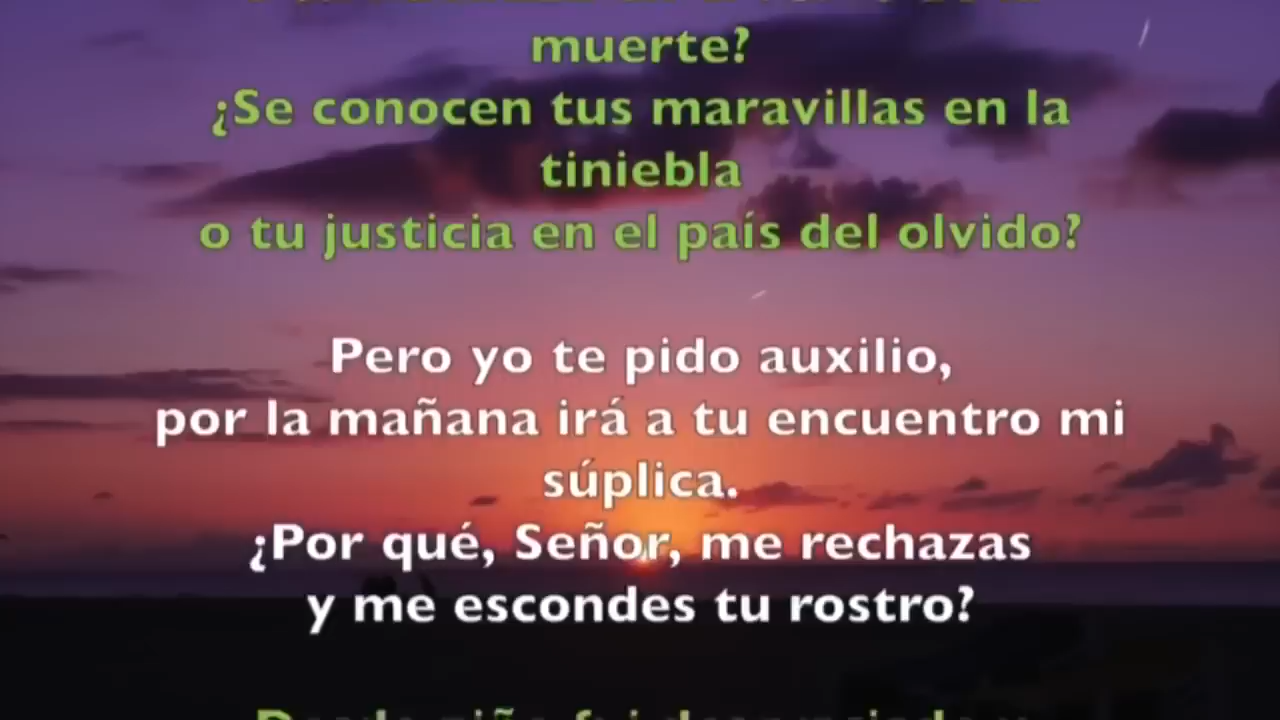 muerte?
¿Se conocen tus maravillas en la
tiniebla
o tu justicia en el país del olvido?
Pero yo te pido auxilio,
por la mañana irá a tu encuentro mi
súplica.
¿Por qué, Señor, me rechazas
y me escondes tu rostro?